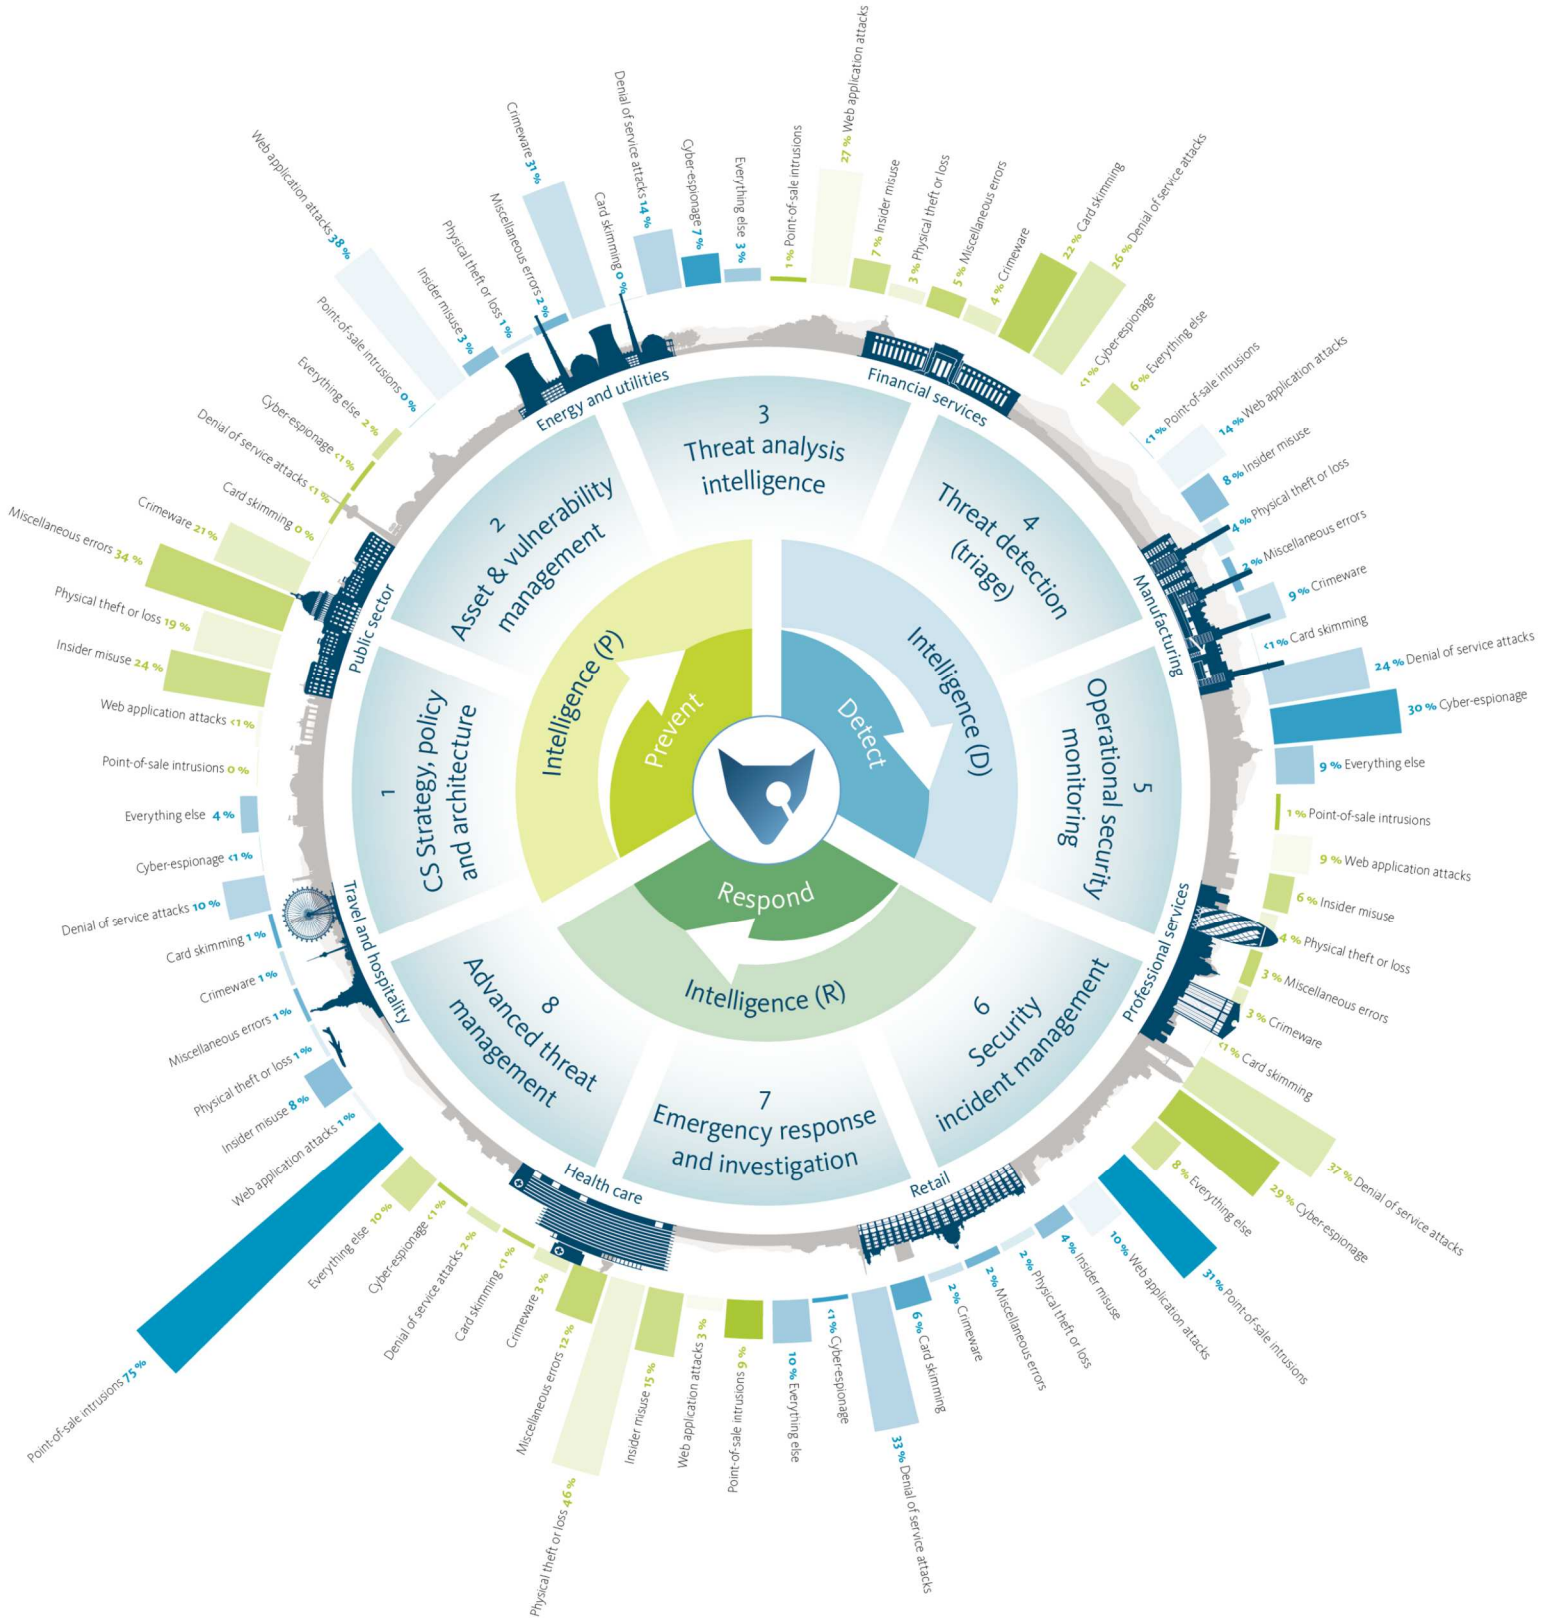 Point-of-sale intrusions 0 %
Web application attacks 38 %
Insider misuse 3 %
Physical theft or loss 1 %
Miscellaneous errors 2 %
Crimeware 31 %
Card skimming 0 %
Denial of service attacks 14 %
Cyber-espionage 7 %
Everything else 3 %
1 % Point-of-sale intrusions
27 % Web application attacks
7 % Insider misuse
3 % Physical theft or loss
5 % Miscellaneous errors
4 % Crimeware
22 % Card skimming
26 % Denial of service attacks
<1 % Cyber-espionage
6 % Everything else
<1 % Point-of-sale intrusions
14 % Web application attacks
8 % Insider misuse
4 % Physical theft or loss
2 % Miscellaneous errors
9 % Crimeware
<1 % Card skimming
24 % Denial of service attacks
30 % Cyber-espionage
9 % Everything else
1 % Point-of-sale intrusions
9 % Web application attacks
6 % Insider misuse
4 % Physical theft or loss
3 % Miscellaneous errors
3 % Crimeware
<1 % Card skimming
37 % Denial of service attacks
29 % Cyber-espionage
8 % Everything else
31 % Point-of-sale intrusions
10 % Web application attacks
4 % Insider misuse
2 % Physical theft or loss
2 % Miscellaneous errors
2 % Crimeware
6 % Card skimming
33 % Denial of service attacks
<1 % Cyber-espionage
10 % Everything else
Point-of-sale intrusions 9 %
Web application attacks 3 %
Insider misuse 15 %
Physical theft or loss 46 %
Miscellaneous errors 12 %
Crimeware 3 %
Card skimming <1 %
Denial of service attacks 2 %
Cyber-espionage <1 %
Everything else 10 %
Point-of-sale intrusions 75 %
Web application attacks 1 %
Insider misuse 8 %
Physical theft or loss 1 %
Miscellaneous errors 1 %
Crimeware 1 %
Card skimming 1 %
Denial of service attacks 10 %
Cyber-espionage <1 %
Everything else 4 %
Point-of-sale intrusions 0 %
Web application attacks <1 %
Insider misuse 24 %
Physical theft or loss 19 %
Miscellaneous errors 34 %
Crimeware 21 %
Card skimming 0 %
Denial of service attacks <1 %
Cyber-espionage <1 %
Everything else 2 %
Energy and utilities
Financial services
Manufacturing
Professional services
Retail
Health care
Travel and hospitality
Public sector
1
CS Strategy, policy
and architecture
2
Asset & vulnerability
management
3
Threat analysis
intelligence
4
Threat detection
(triage)
5
Operational security
monitoring
6
Security
incident management
7
Emergency response
and investigation
8
Advanced threat
management
Intelligence (P)
Prevent
Intelligence (D)
Detect
Respond
Intelligence (R)